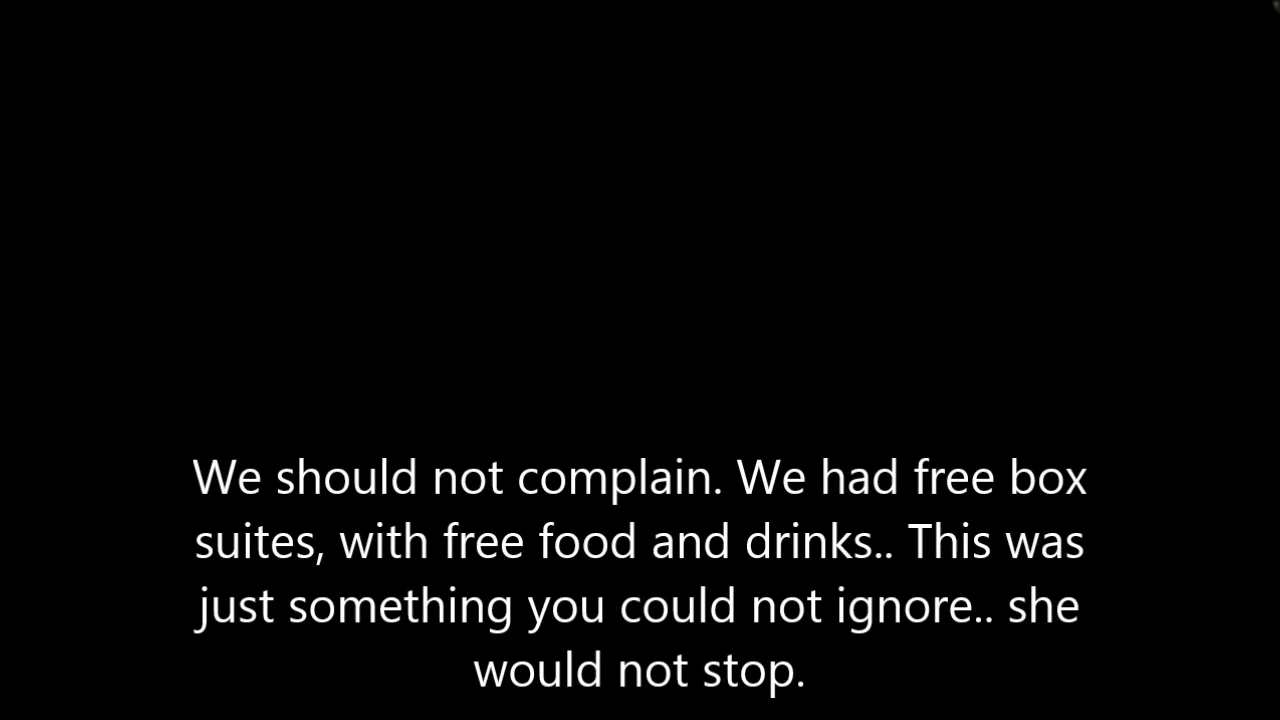 We should not complain. We had free box
suites, with free food and drinks.. This was
just something you could not ignore.. she
would not stop.